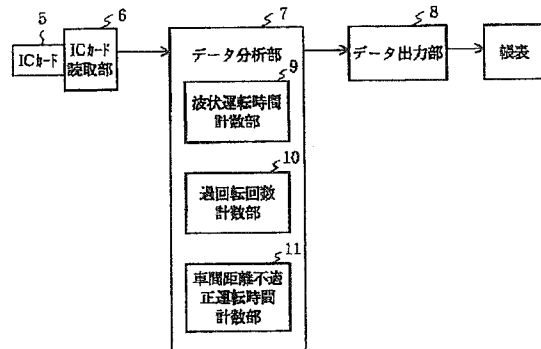 5
ICカード
6
ICカード
読取部
7
データ分析部
9
波状運転時間
計数部
10
過回転回数
計数部
11
車間距離不適
正運転時間
計数部
8
データ出力部
帳表